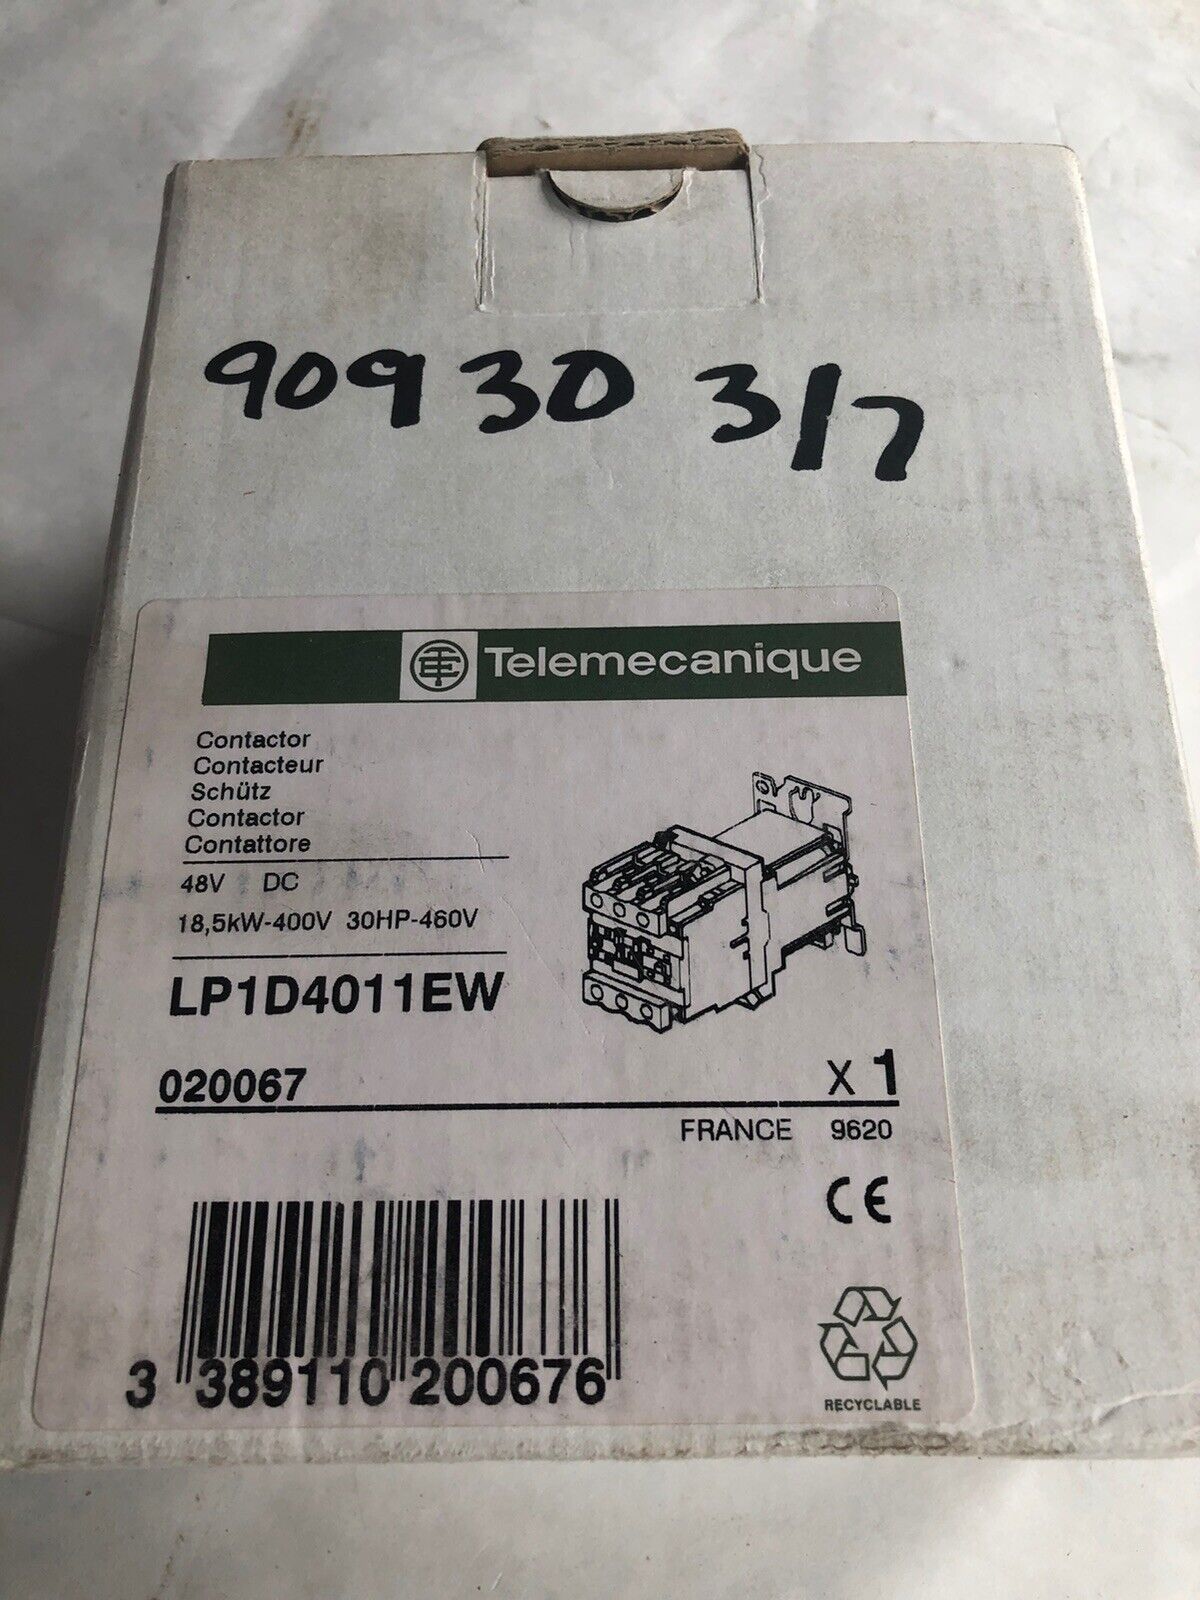 90930 3/7
Telemecanique
Contactor
Contacteur
Schütz
Contactor
Contattore
48V DC
18,5kW-400V 30HP-460V
LP1D4011EW
020067
X 1
FRANCE 9620
CE
3 389110 200676
RECYCLABLE